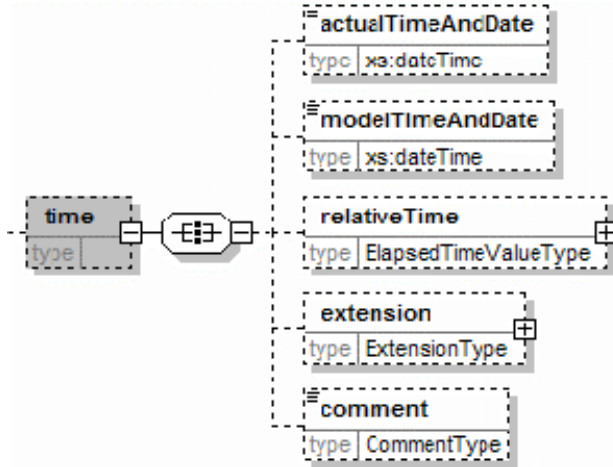 actualTimeAndDate
type xs:dateTime
modelTimeAndDate
type xs:dateTime
time
type
relativeTime
type ElapsedTimeValueType
extension
type ExtensionType
comment
type CommentType